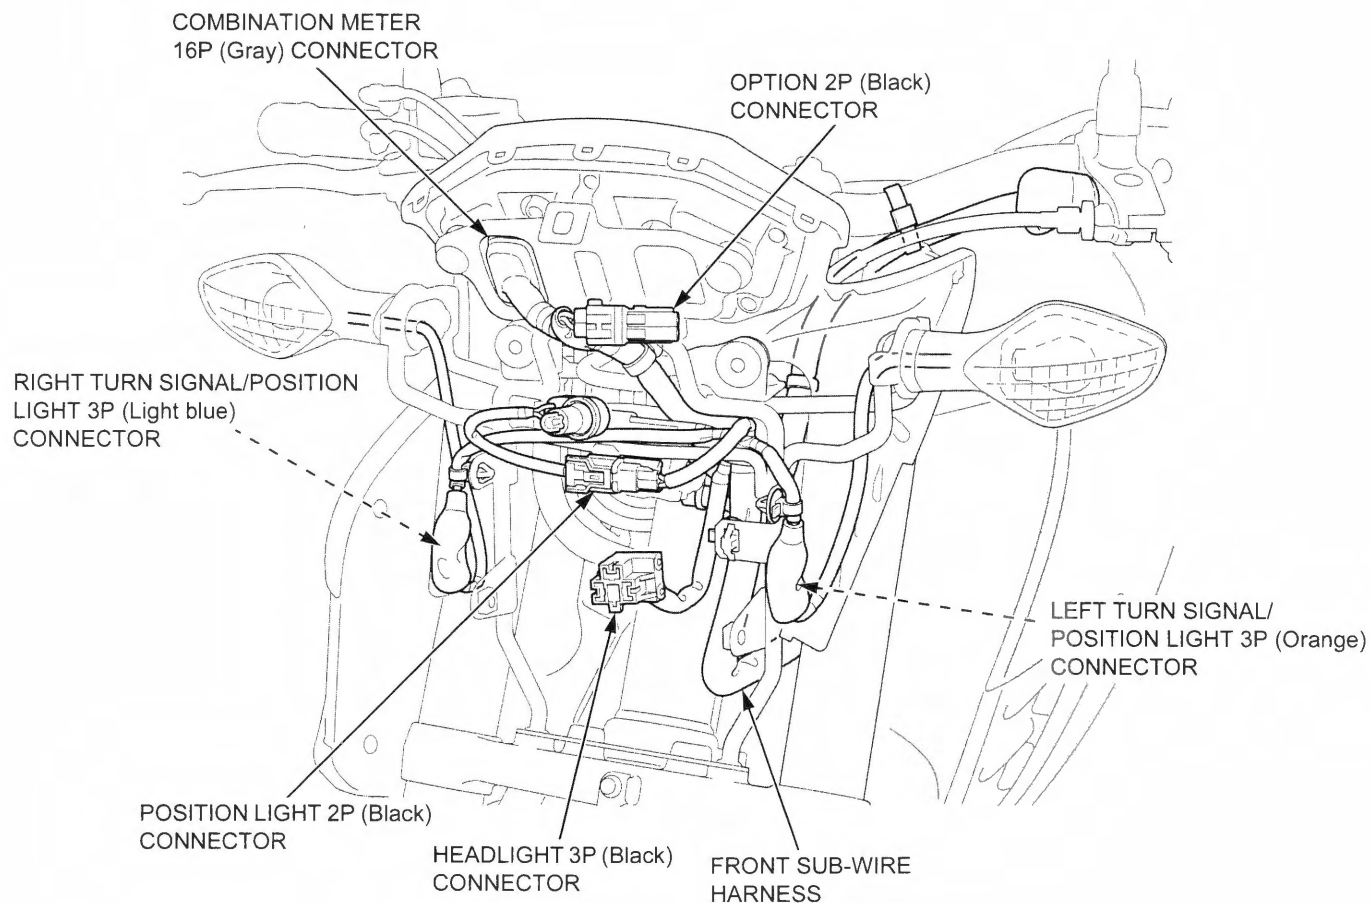 COMBINATION METER
16P (Gray) CONNECTOR
OPTION 2P (Black)
CONNECTOR
RIGHT TURN SIGNAL/POSITION
LIGHT 3P (Light blue)
CONNECTOR
LEFT TURN SIGNAL/
POSITION LIGHT 3P (Orange)
CONNECTOR
POSITION LIGHT 2P (Black)
CONNECTOR
HEADLIGHT 3P (Black)
CONNECTOR
FRONT SUB-WIRE
HARNESS